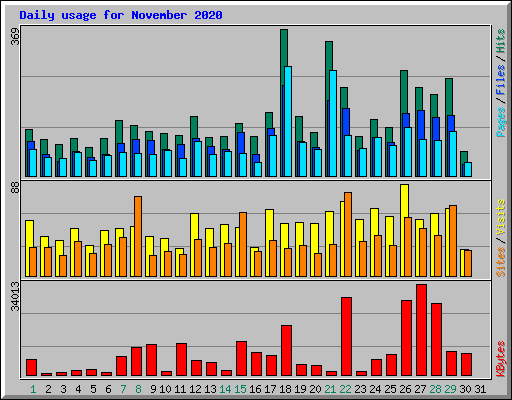 Daily usage for November 2020
369
Pages / Files / Hits
88
Sites / Visits
34013
KBytes
1 2 3 4 5 6 7 8 9 10 11 12 13 14 15 16 17 18 19 20 21 22 23 24 25 26 27 28 29 30 31